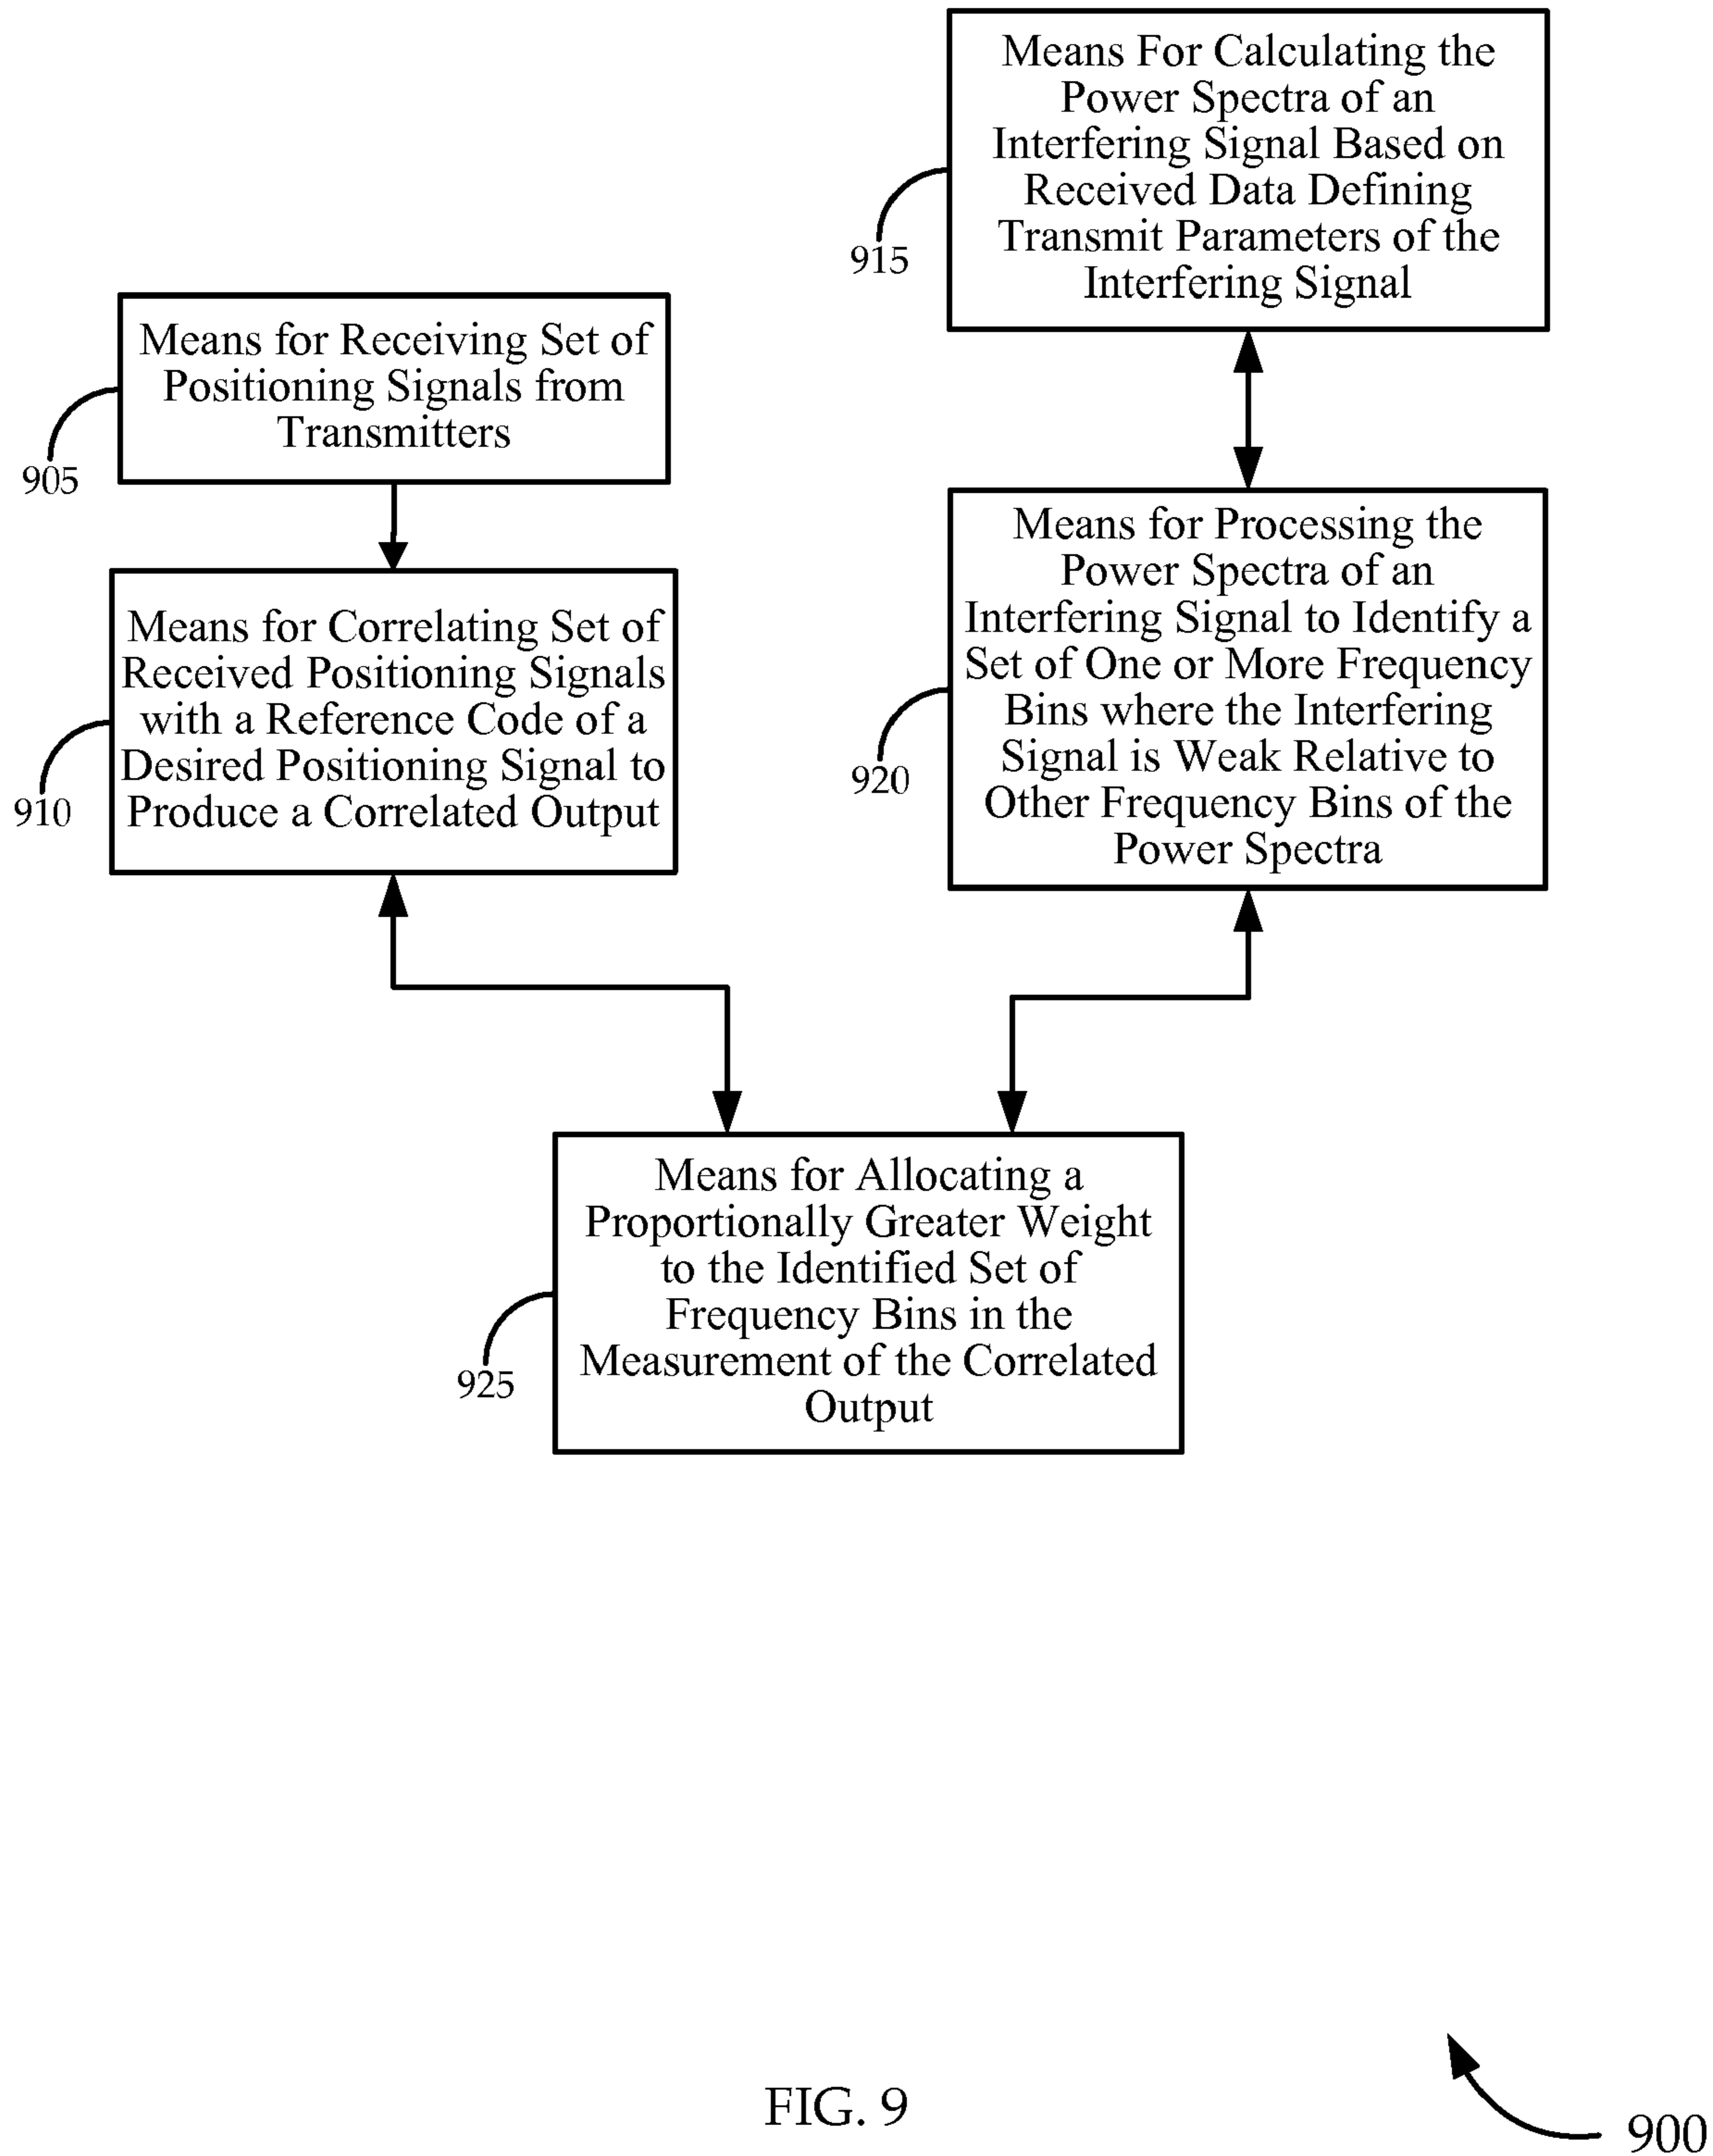 Means For Calculating the
Power Spectra of an
Interfering Signal Based on
Received Data Defining
Transmit Parameters of the
Interfering Signal
915
Means for Receiving Set of
Positioning Signals from
Transmitters
905
Means for Correlating Set of
Received Positioning Signals
with a Reference Code of a
Desired Positioning Signal to
Produce a Correlated Output
910
Means for Processing the
Power Spectra of an
Interfering Signal to Identify a
Set of One or More Frequency
Bins where the Interfering
Signal is Weak Relative to
Other Frequency Bins of the
Power Spectra
920
Means for Allocating a
Proportionally Greater Weight
to the Identified Set of
Frequency Bins in the
Measurement of the Correlated
Output
925
FIG. 9
900